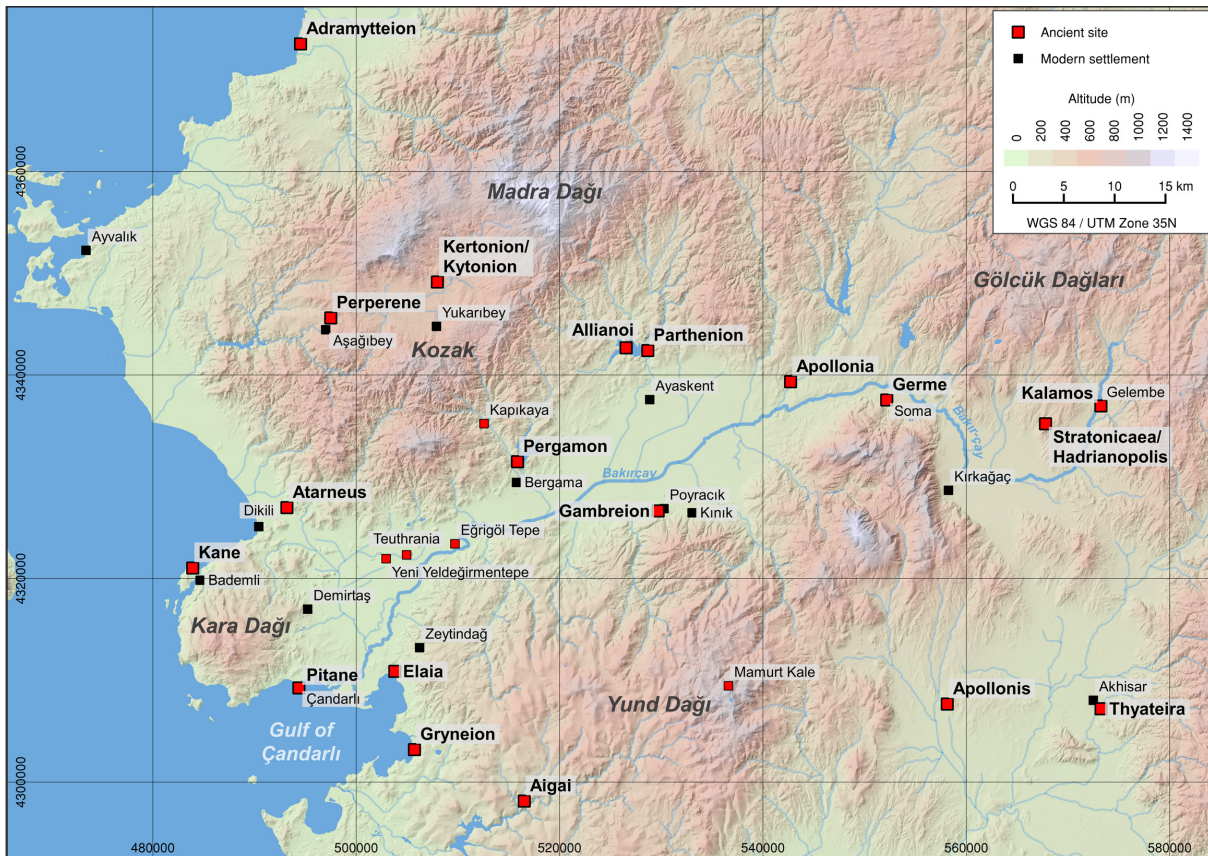 Adramytteion
Ancient site
Modern settlement
Altitude (m)
0
200
400
600
800
1000
1200
1400
0
5
10
15 km
WGS 84 / UTM Zone 35N
4360000
Madra Dağı
Ayvalık
Kertonion/
Kytonion
Gölcük Dağları
Perperene
Yukarıbey
Aşağıbey
Kozak
Allianoi
Parthenion
4340000
Apollonia
Ayaskent
Germe
Soma
Kalamos
Gelembe
Kapıkaya
Bakır-çay
Stratonicaea/
Hadrianopolis
Pergamon
Bakırçay
Bergama
Kırkağaç
Atarneus
Poyracık
Gambreion
Kınık
Dikili
Eğrigöl Tepe
Teuthrania
Kane
Yeni Yeldeğirmentepe
4320000
Bademli
Demirtaş
Kara Dağı
Zeytindağ
Pitane
Elaia
Mamurt Kale
Çandarlı
Yund Dağı
Apollonis
Akhisar
Thyateira
Gulf of
Çandarlı
Gryneion
4300000
Aigai
480000
500000
520000
540000
560000
580000